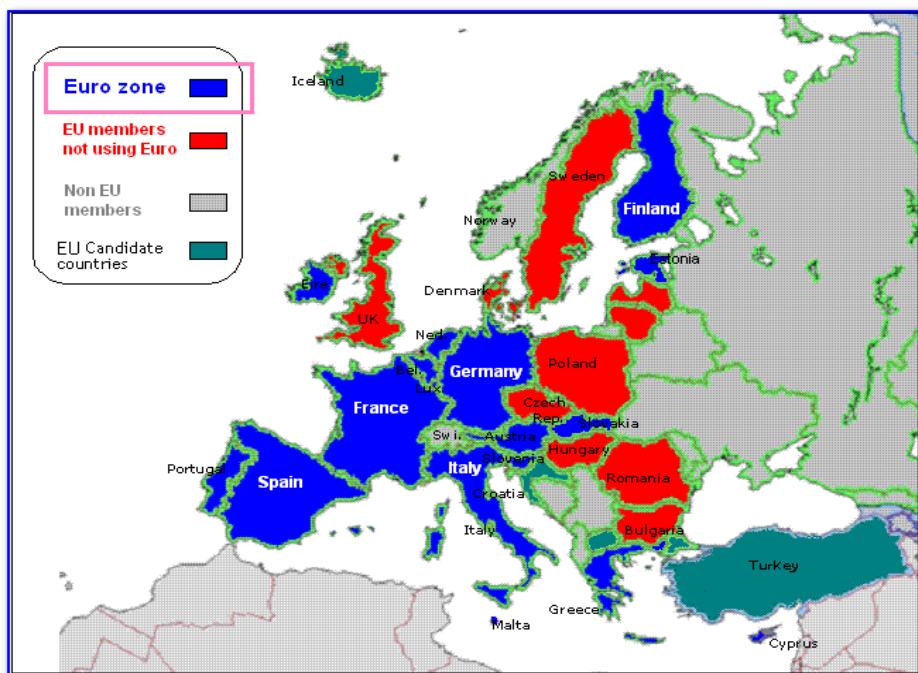 Euro zone
EU members
not using Euro
Non EU
members
EU Candidate
countries
Iceland
Sweden
Norway
Finland
Estonia
Eire
UK
Denmark
Ned.
Bel.
Lux.
Germany
Poland
Czech
Rep.
Slovakia
France
Swi.
Austria
Hungary
Slovenia
Italy
Romania
Portugal
Spain
Croatia
Italy
Bulgaria
Turkey
Greece
Malta
Cyprus